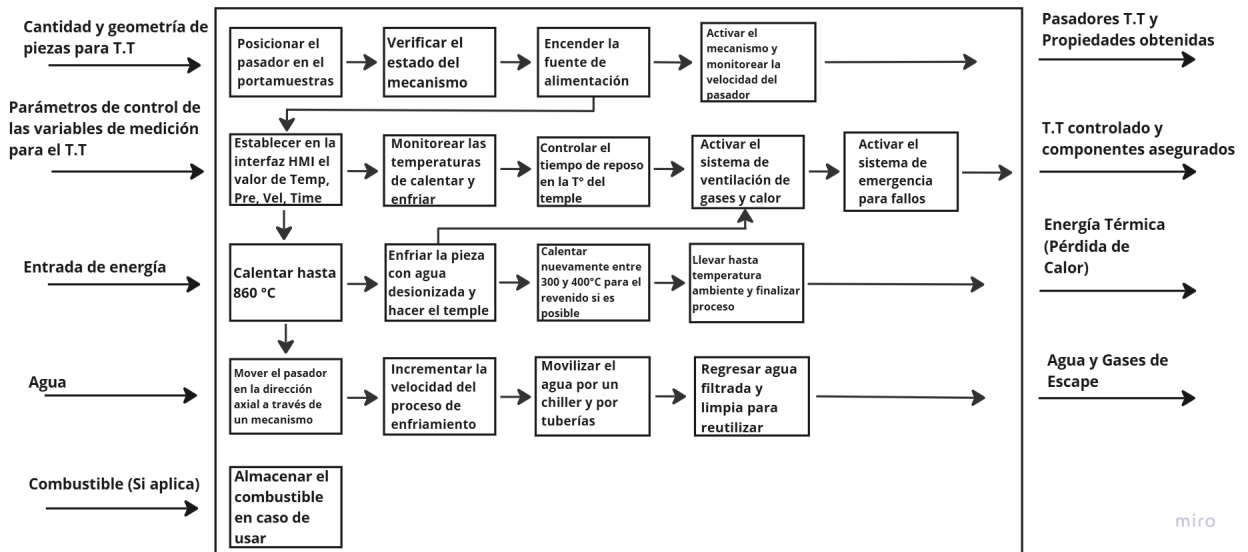 Cantidad y geometría de
piezas para T.T
Posicionar el
pasador en el
portamuestras
Verificar el
estado del
mecanismo
Encender la
fuente de
alimentación
Activar el
mecanismo y
monitorear la
velocidad del
pasador
Pasadores T.T y
Propiedades obtenidas
Parámetros de control de
las variables de medición
para el T.T
Establecer en la
interfaz HMI el
valor de Temp,
Pre, Vel, Time
Monitorear las
temperaturas
de calentar y
enfriar
Controlar el
tiempo de reposo
en la T° del
temple
Activar el
sistema de
ventilación de
gases y calor
Activar el
sistema de
emergencia
para fallos
T.T controlado y
componentes asegurados
Entrada de energía
Calentar hasta
860 °C
Enfriar la pieza
con agua
desionizada y
hacer el temple
Calentar
nuevamente entre
300 y 400°C para el
revenido si es
posible
Llevar hasta
temperatura
ambiente y finalizar
proceso
Energía Térmica
(Pérdida de
Calor)
Agua
Mover el pasador
en la dirección
axial a través de
un mecanismo
Incrementar la
velocidad del
proceso de
enfriamiento
Movilizar el
agua por un
chiller y por
tuberías
Regresar agua
filtrada y
limpia para
reutilizar
Agua y Gases de
Escape
Combustible (Si aplica)
Almacenar el
combustible
en caso de
usar
miro